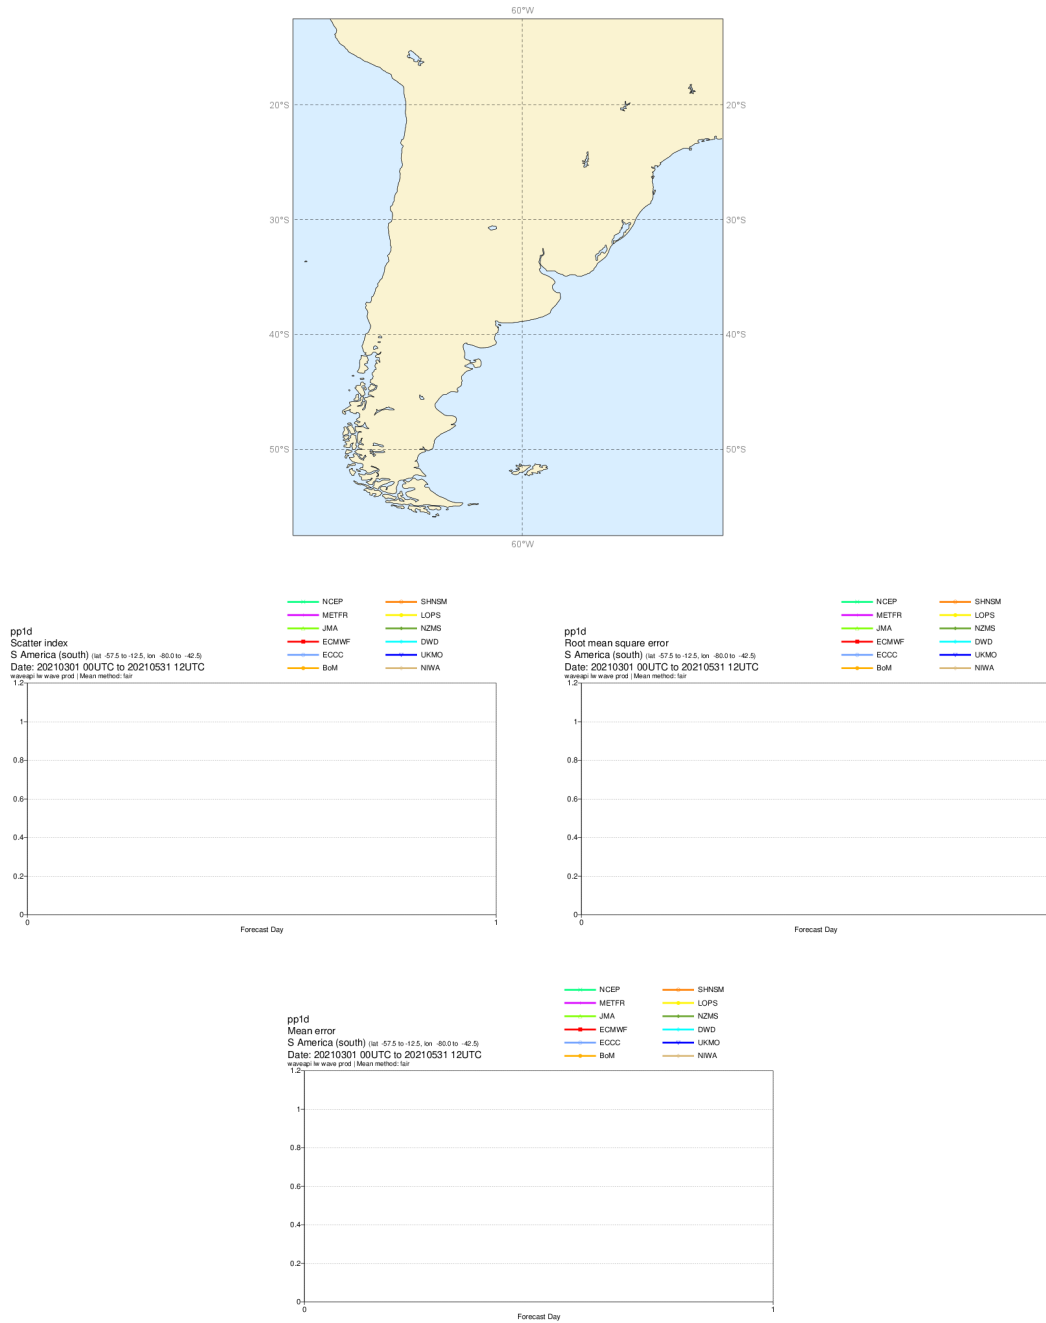 60°W
20°S 20°S
30°S 30°S
40°S 40°S
50°S 50°S
60°W
NCEP SHNSM
METFR LOPS
JMA NZMS
ECMWF DWD
ECCC UKMO
BoM NIWA
pp1d
Scatter index
S America (south) (lat -57.5 to -12.5, lon -80.0 to -42.5)
Date: 20210301 00UTC to 20210531 12UTC
waveapi lw wave prod | Mean method: fair
1.2
1
0.8
0.6
0.4
0.2
0
0 1
Forecast Day
NCEP SHNSM
METFR LOPS
JMA NZMS
ECMWF DWD
ECCC UKMO
BoM NIWA
pp1d
Root mean square error
S America (south) (lat -57.5 to -12.5, lon -80.0 to -42.5)
Date: 20210301 00UTC to 20210531 12UTC
waveapi lw wave prod | Mean method: fair
1.2
1
0.8
0.6
0.4
0.2
0
0
Forecast Day
NCEP SHNSM
METFR LOPS
JMA NZMS
ECMWF DWD
ECCC UKMO
BoM NIWA
pp1d
Mean error
S America (south) (lat -57.5 to -12.5, lon -80.0 to -42.5)
Date: 20210301 00UTC to 20210531 12UTC
waveapi lw wave prod | Mean method: fair
1.2
1
0.8
0.6
0.4
0.2
0
0 1
Forecast Day